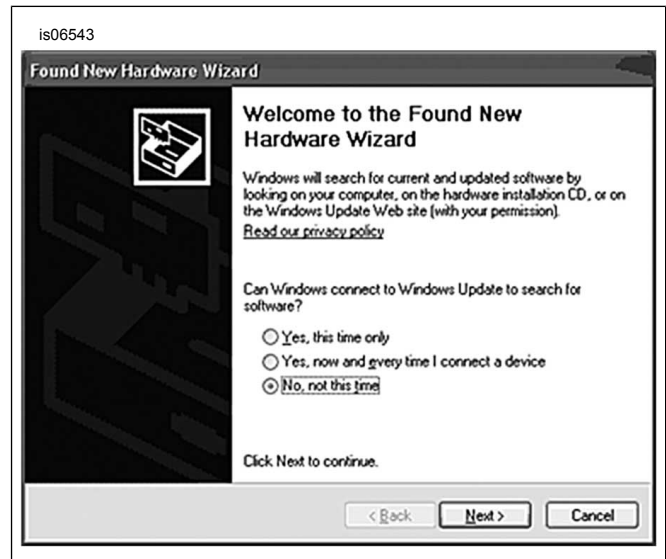 is06543
Found New Hardware Wizard
Welcome to the Found New
Hardware Wizard
Windows will search for current and updated software by
looking on your computer, on the hardware installation CD, or on
the Windows Update Web site (with your permission).
Read our privacy policy
Can Windows connect to Windows Update to search for
software?
Yes, this time only
Yes, now and every time I connect a device
No, not this time
Click Next to continue.
< Back
Next >
Cancel